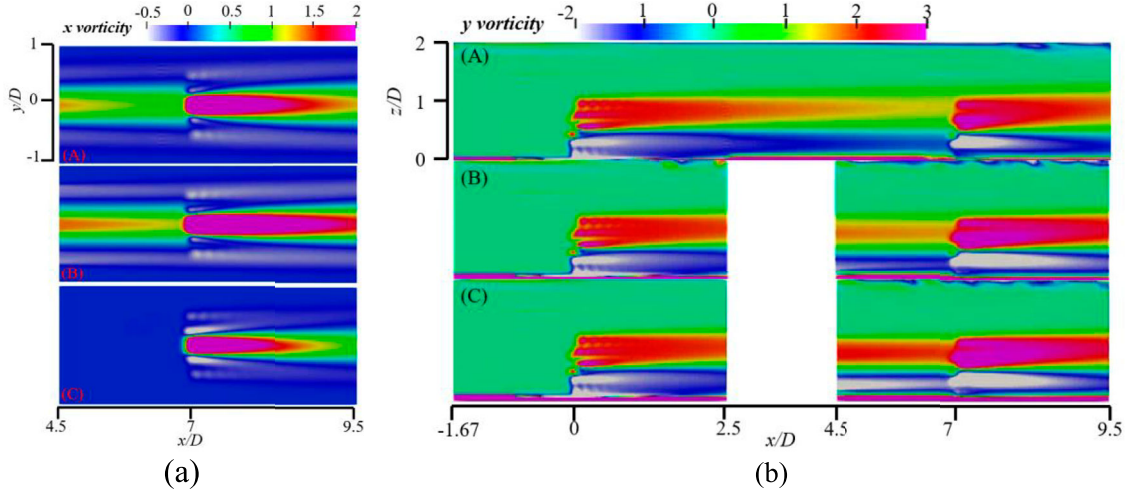 x vorticity -0.5 0 0.5 1 1.5 2
y/D
1
0
-1
(A)
(B)
(C)
4.5 7 9.5
x/D
(a)
y vorticity -2 1 0 1 2 3
z/D
2
1
0
(A)
(B)
(C)
-1.67 0 2.5 4.5 7 9.5
x/D
(b)